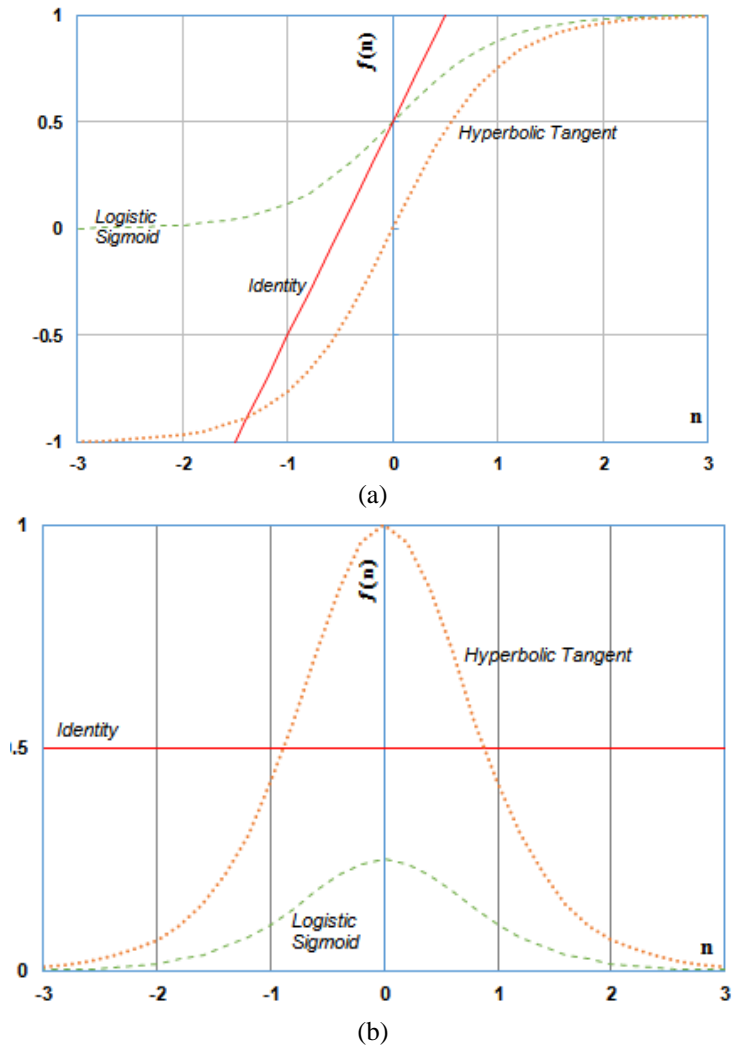 1
f(n)
0.5
Hyperbolic Tangent
0
Logistic
Sigmoid
Identity
-0.5
n
-1
-3 -2 -1 0 1 2 3
(a)
1
f(n)
Hyperbolic Tangent
Identity
.5
Logistic
Sigmoid
n
0
-3 -2 -1 0 1 2 3
(b)